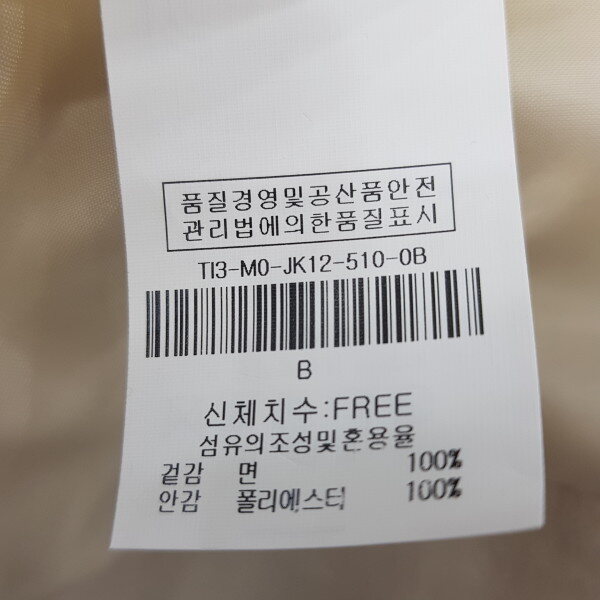 품질경영및공산품안전
관리법에의한품질표시
TI3-M0-JK12-510-0B
B
신체치수:FREE
섬유의조성및혼용율
겉감 면 100%
안감 폴리에스터 100%